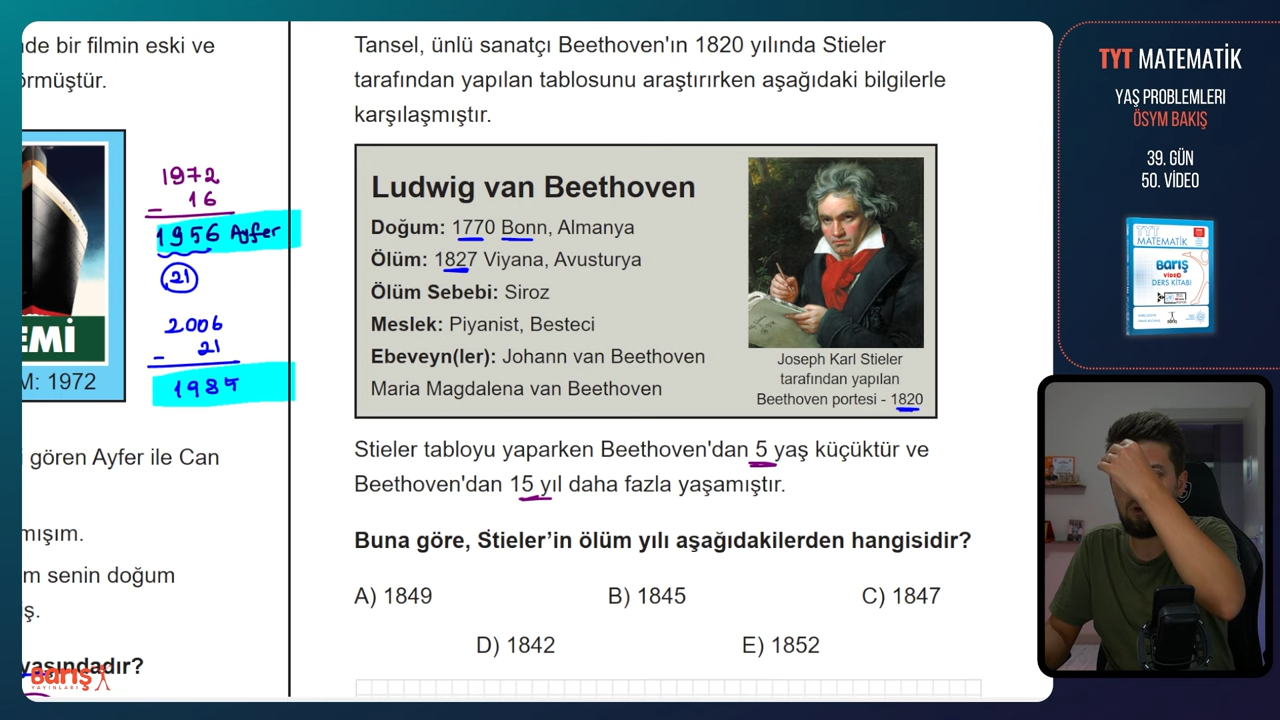 de bir filmin eski ve
örmüştür.
1972
- 16
1956 Ayfer
21
2006
- 21
1985
EMİ
M: 1972
gören Ayfer ile Can
mışım.
m senin doğum
ş.
yaşındadır?
Barış
YAYINLARI
Tansel, ünlü sanatçı Beethoven'ın 1820 yılında Stieler
tarafından yapılan tablosunu araştırırken aşağıdaki bilgilerle
karşılaşmıştır.
Ludwig van Beethoven
Doğum: 1770 Bonn, Almanya
Ölüm: 1827 Viyana, Avusturya
Ölüm Sebebi: Siroz
Meslek: Piyanist, Besteci
Ebeveyn(ler): Johann van Beethoven
Maria Magdalena van Beethoven
Joseph Karl Stieler
tarafından yapılan
Beethoven portesi - 1820
Stieler tabloyu yaparken Beethoven'dan 5 yaş küçüktür ve
Beethoven'dan 15 yıl daha fazla yaşamıştır.
Buna göre, Stieler'in ölüm yılı aşağıdakilerden hangisidir?
A) 1849
B) 1845
C) 1847
D) 1842
E) 1852
TYT MATEMATİK
YAŞ PROBLEMLERI
ÖSYM BAKIŞ
39. GÜN
50. VİDEO
TYT
MATEMATİK
Barış
VİDEO
DERS KİTABI